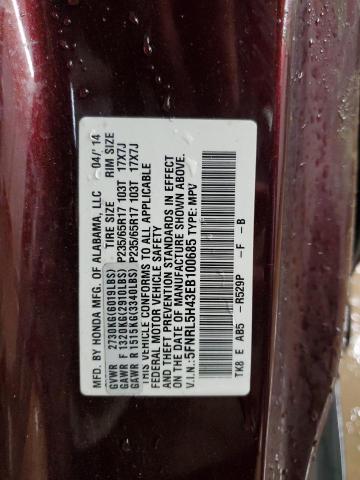 MFD. BY HONDA MFG. OF ALABAMA, LLC 04/ 14
GVWR 2730KG(6019LBS) TIRE SIZE RIM SIZE
GAWR F 1320KG(2910LBS) P235/65R17 103T 17X7J
GAWR R 1515KG(3340LBS) P235/65R17 103T 17X7J
THIS VEHICLE CONFORMS TO ALL APPLICABLE
FEDERAL MOTOR VEHICLE SAFETY
AND THEFT PREVENTION STANDARDS IN EFFECT
ON THE DATE OF MANUFACTURE SHOWN ABOVE.
V.I.N.: 5FNRL5H43EB100685 TYPE: MPV
TK8 E AB5 - R529P - F - B